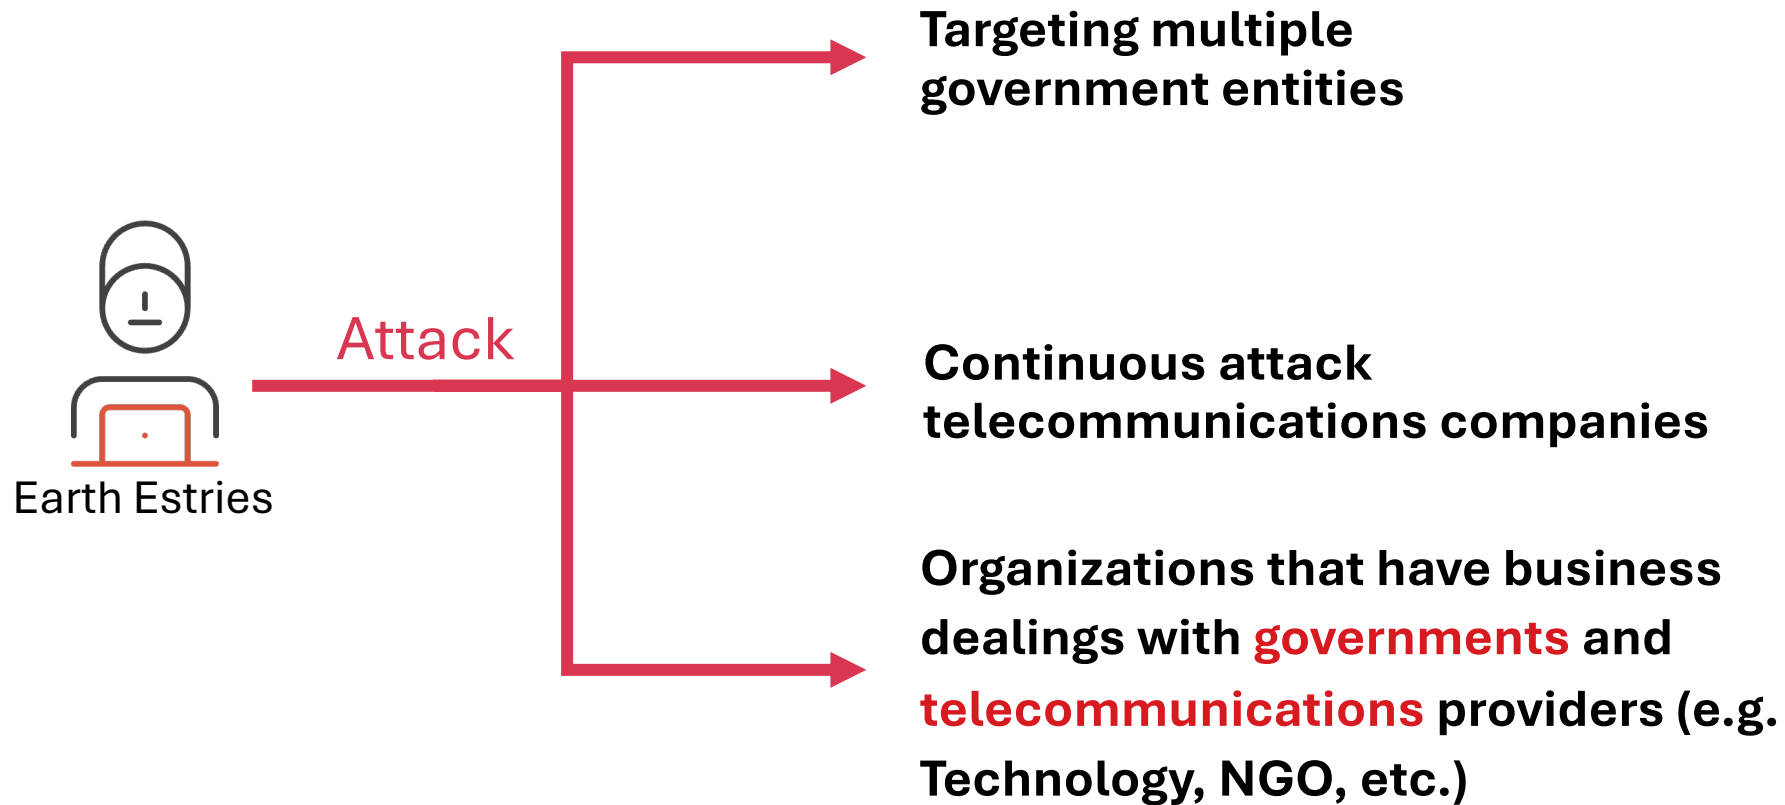 Targeting multiple
government entities
Attack
Continuous attack
telecommunications companies
Earth Estries
Organizations that have business
dealings with governments and
telecommunications providers (e.g.
Technology, NGO, etc.)